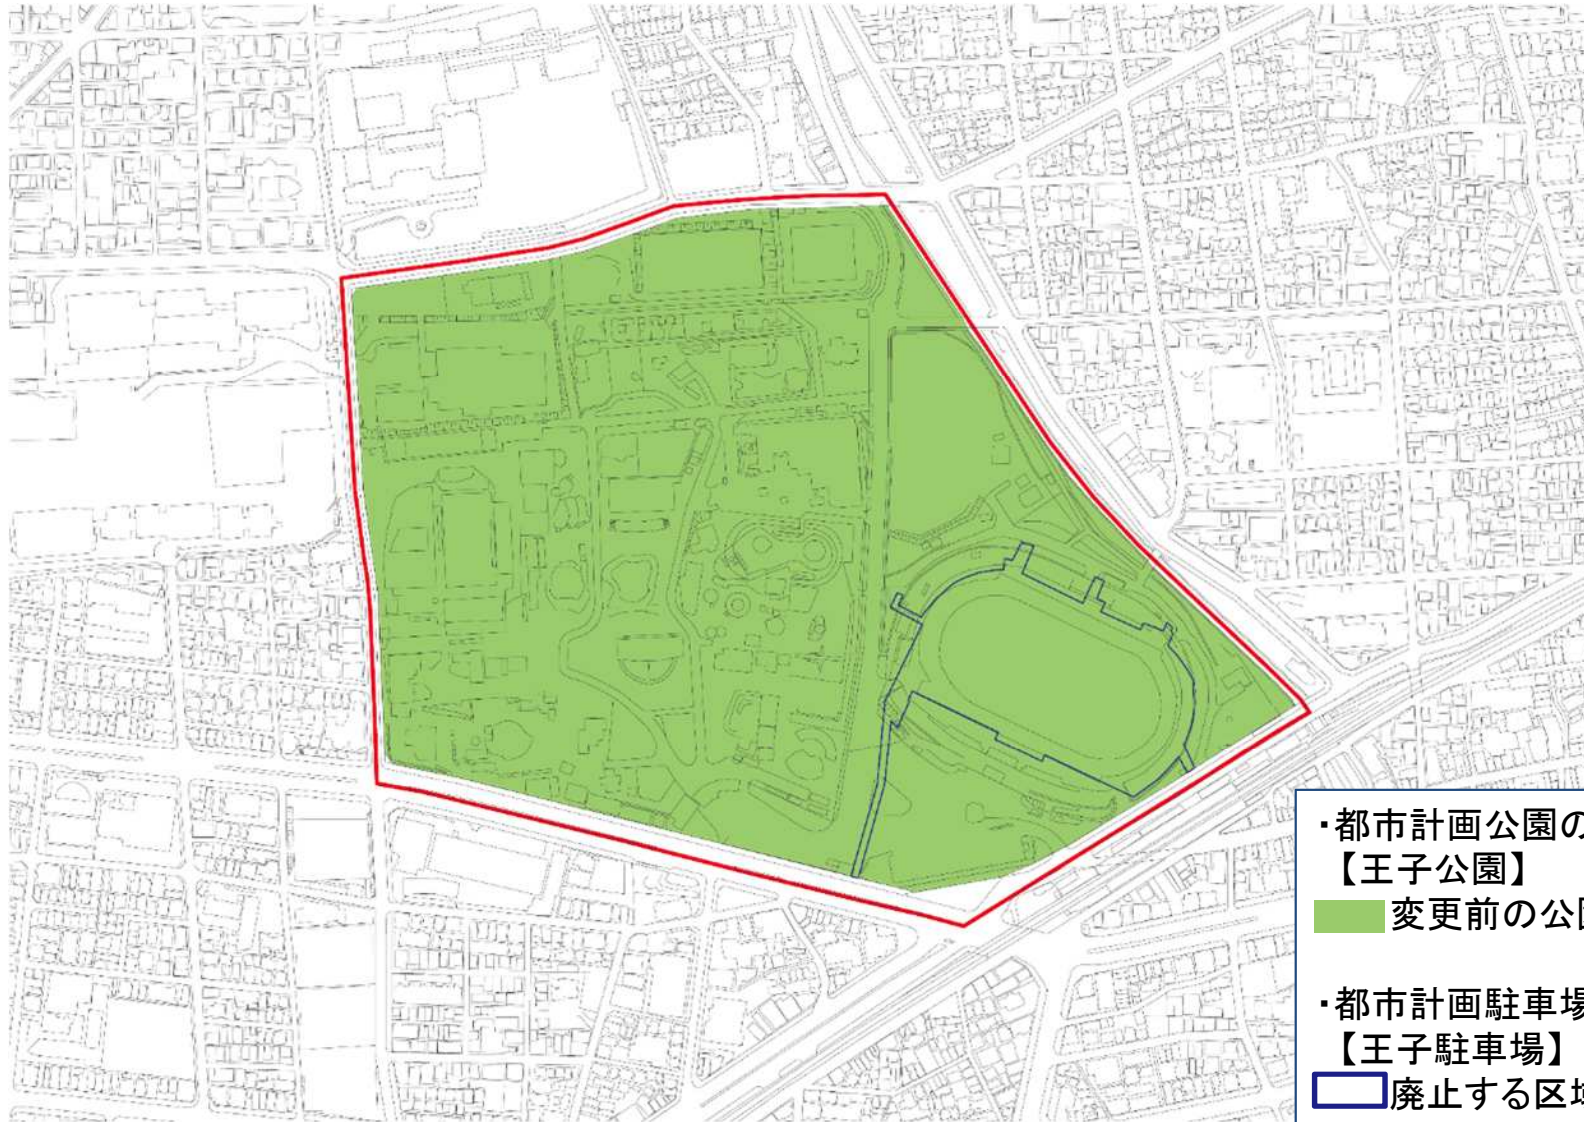 ・都市計画公園の
【王子公園】
変更前の公
・都市計画駐車場
【王子駐車場】
廃止する区